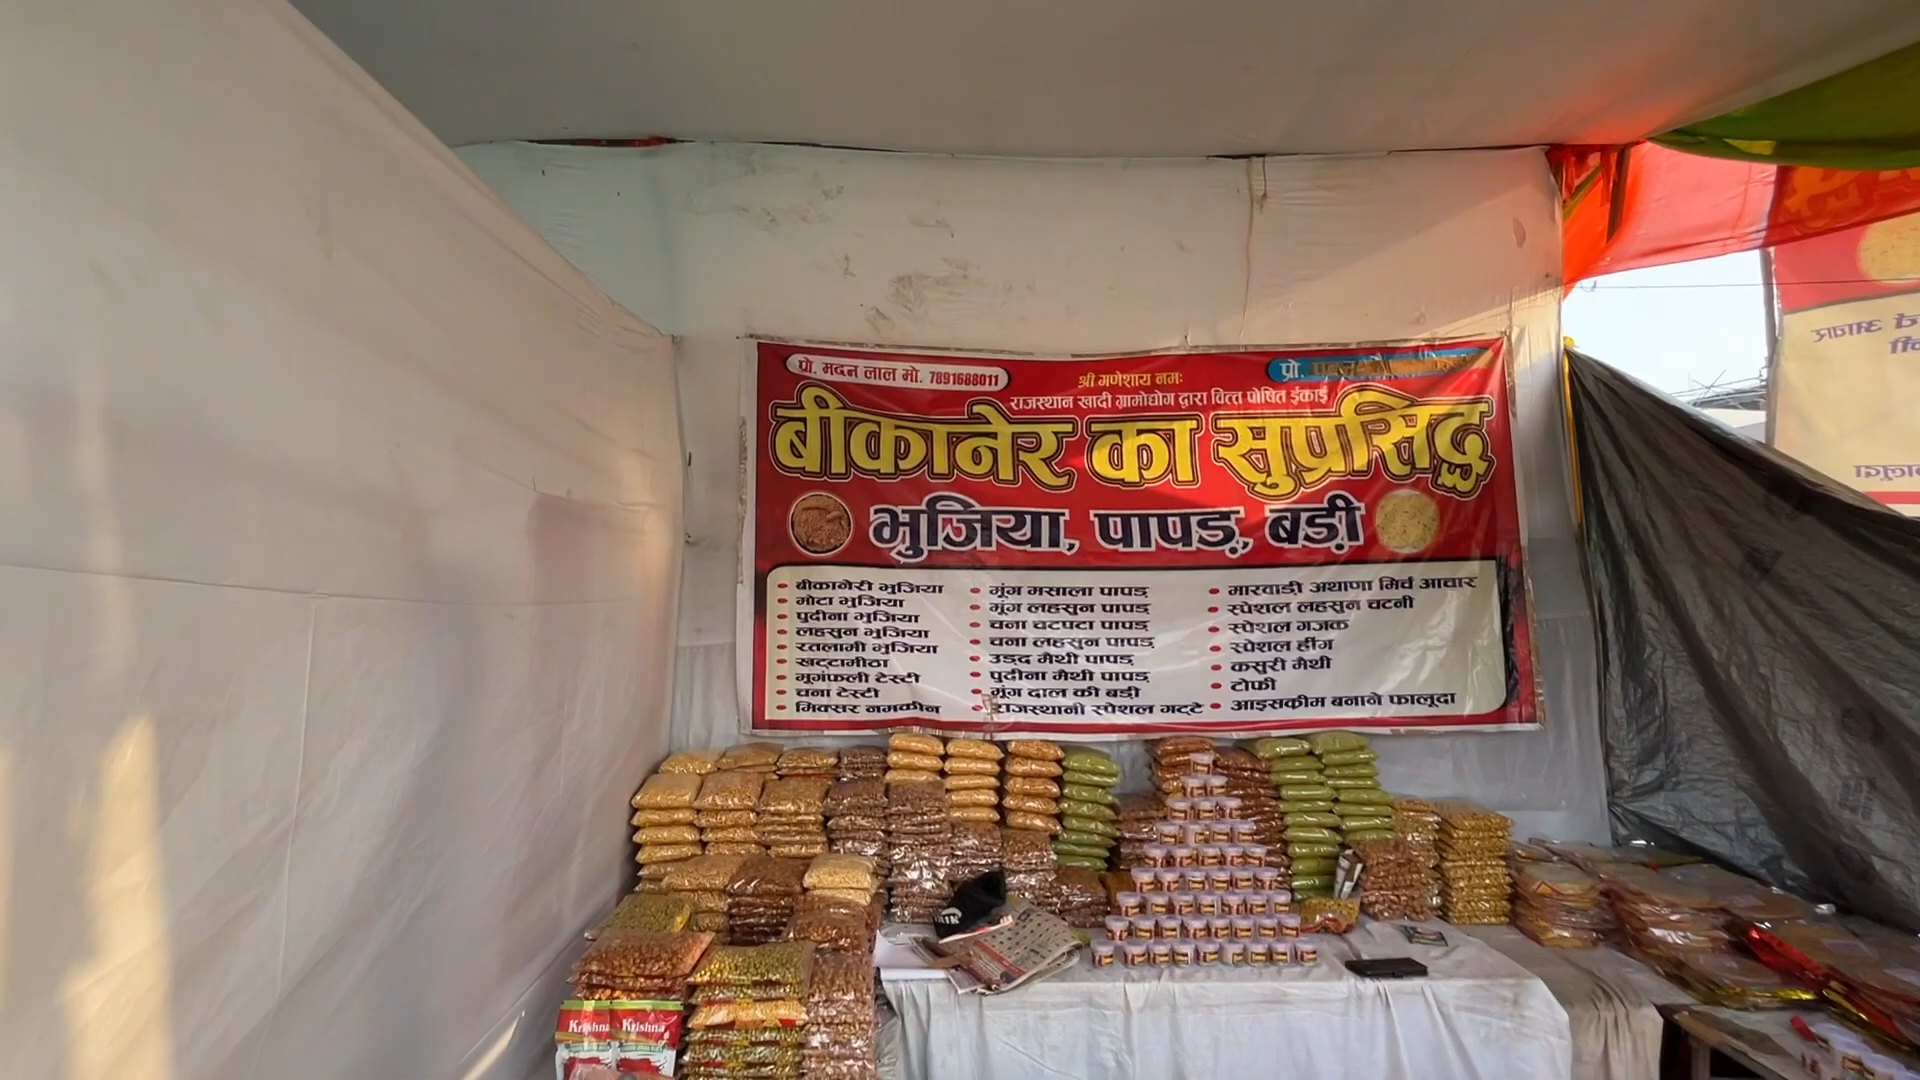 प्रो. मदन लाल मो. 7891688011
श्री गणेशाय नमः
प्रो.
राजस्थान खादी ग्रामोद्योग द्वारा वित्त पोषित ईकाई
बीकानेर का सुप्रसिद्ध
भुजिया, पापड़, बड़ी
बीकानेरी भुजिया
मोटा भुजिया
पुदीना भुजिया
लहसुन भुजिया
रतलामी भुजिया
खट्टामीठा
मुगंफली टेस्टी
चना टेस्टी
मिक्सर नमकीन
मूंग मसाला पापड़
मूंग लहसुन पापड़
चना चटपटा पापड़
चना लहसुन पापड़
उड़द मैथी पापड़
पुदीना मैथी पापड़
मूंग दाल की बड़ी
राजस्थानी स्पेशल गट्टे
मारवाड़ी अथाणा मिर्च आचार
स्पेशल लहसुन चटनी
स्पेशल गजक
स्पेशल हींग
कसुरी मैथी
टोफी
आइसकीम बनाने फालूदा
Krishna
Krishna